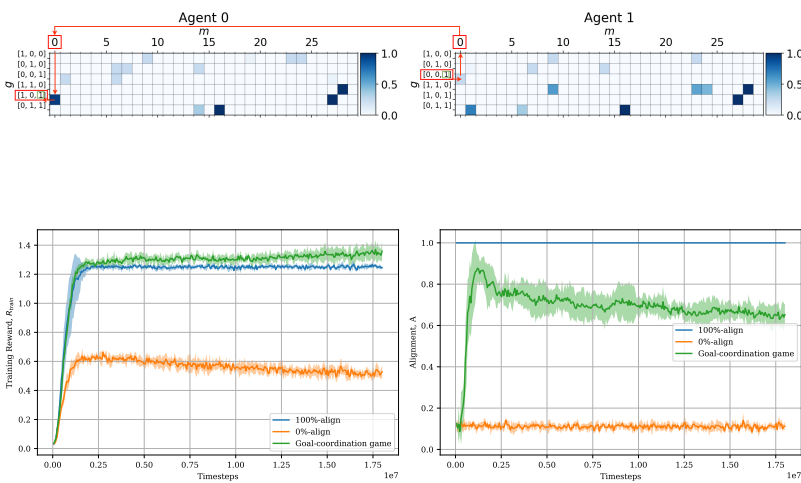 Agent 0
m
0 5 10 15 20 25
g
[1, 0, 0]
[0, 1, 0]
[0, 0, 1]
[1, 1, 0]
[1, 0, 1]
[0, 1, 1]
1.0
0.5
0.0
Agent 1
m
0 5 10 15 20 25
g
[1, 0, 0]
[0, 1, 0]
[0, 0, 1]
[1, 1, 0]
[1, 0, 1]
[0, 1, 1]
1.0
0.5
0.0
Training Reward, R_train
1.4
1.2
1.0
0.8
0.6
0.4
0.2
0.0
100%-align
0%-align
Goal-coordination game
0.00 0.25 0.50 0.75 1.00 1.25 1.50 1.75
1e7
Timesteps
Alignment, A
1.0
0.8
0.6
0.4
0.2
0.0
100%-align
0%-align
Goal-coordination game
0.00 0.25 0.50 0.75 1.00 1.25 1.50 1.75
1e7
Timesteps